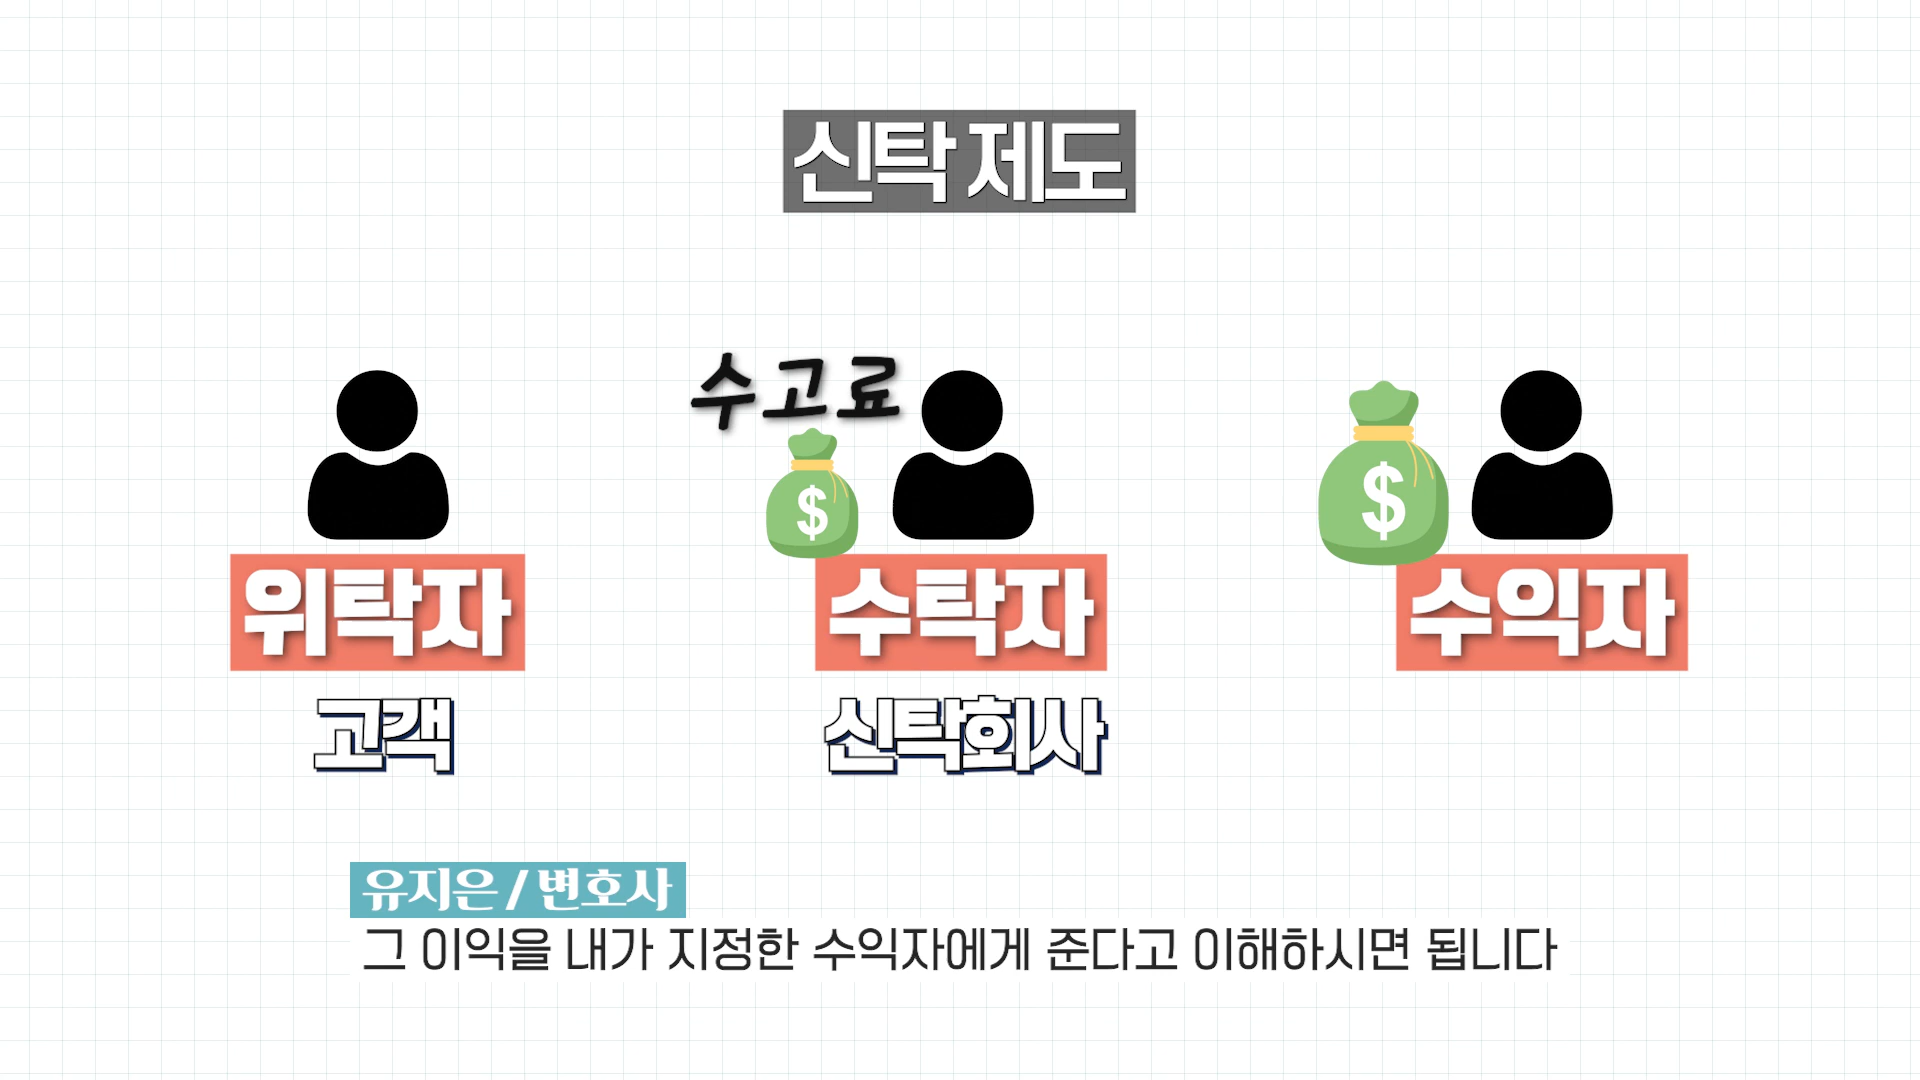 신탁 제도
수고료
$
$
위탁자
수탁자
수익자
고객
신탁회사
유지은 / 변호사
그 이익을 내가 지정한 수익자에게 준다고 이해하시면 됩니다